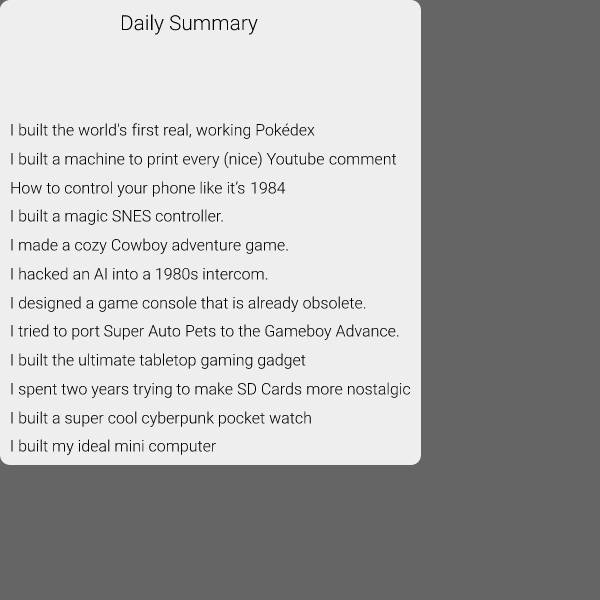 Daily Summary
I built the world's first real, working Pokédex
I built a machine to print every (nice) Youtube comment
How to control your phone like it’s 1984
I built a magic SNES controller.
I made a cozy Cowboy adventure game.
I hacked an AI into a 1980s intercom.
I designed a game console that is already obsolete.
I tried to port Super Auto Pets to the Gameboy Advance.
I built the ultimate tabletop gaming gadget
I spent two years trying to make SD Cards more nostalgic
I built a super cool cyberpunk pocket watch
I built my ideal mini computer